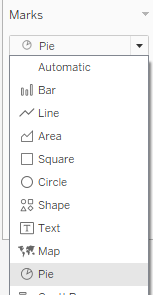 Marks
Pie
Automatic
Bar
Line
Area
Square
Circle
Shape
Text
Map
Pie